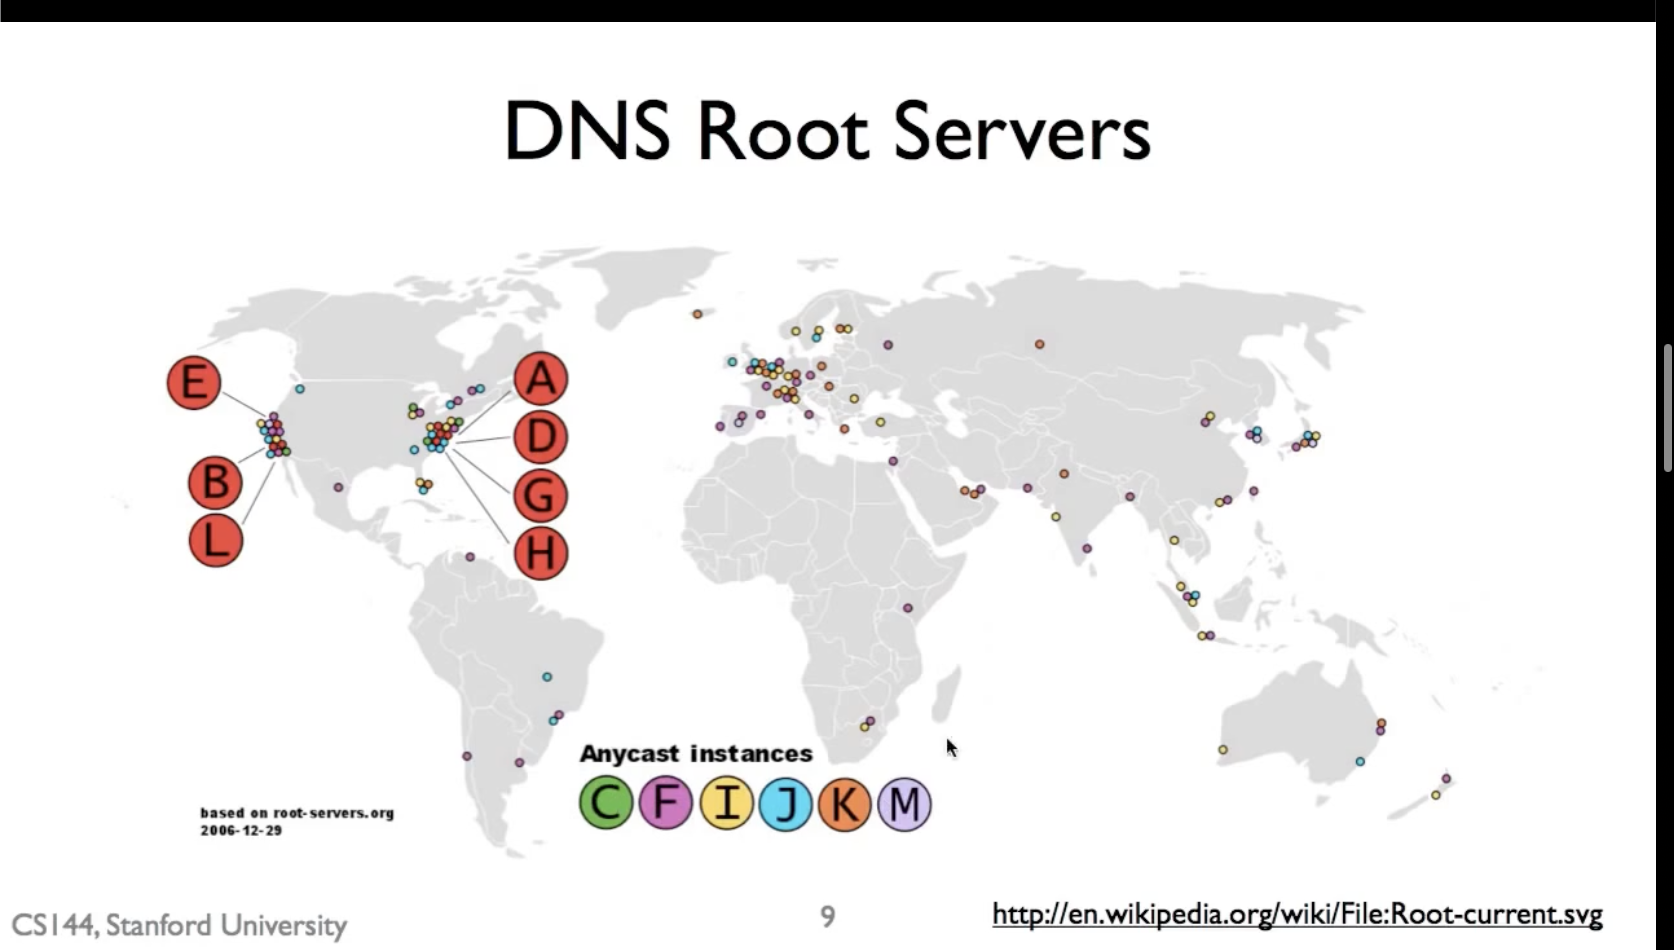 DNS Root Servers
E
B
L
A
D
G
H
Anycast instances
C F I J K M
based on root-servers.org
2006-12-29
CS144, Stanford University
9
http://en.wikipedia.org/wiki/File:Root-current.svg